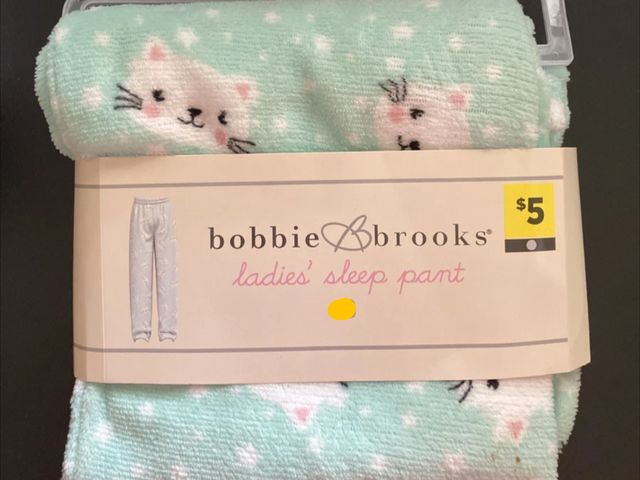 bobbie brooks®
ladies' sleep pant
$5